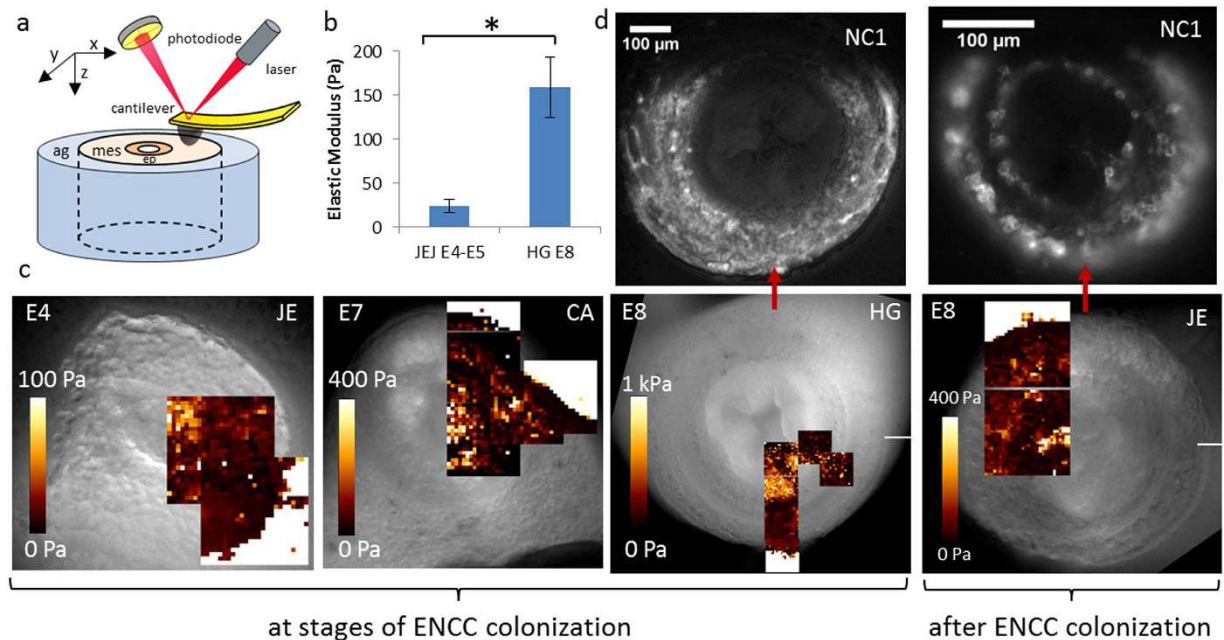 a
photodiode
laser
cantilever
x
y
z
ag
mes
ep
b
*
Elastic Modulus (Pa)
200
150
100
50
0
JEJ E4-E5
HG E8
d
100 µm
NC1
100 µm
NC1
c
E4
JE
100 Pa
0 Pa
E7
CA
400 Pa
0 Pa
E8
HG
1 kPa
0 Pa
E8
JE
400 Pa
0 Pa
at stages of ENCC colonization
after ENCC colonization